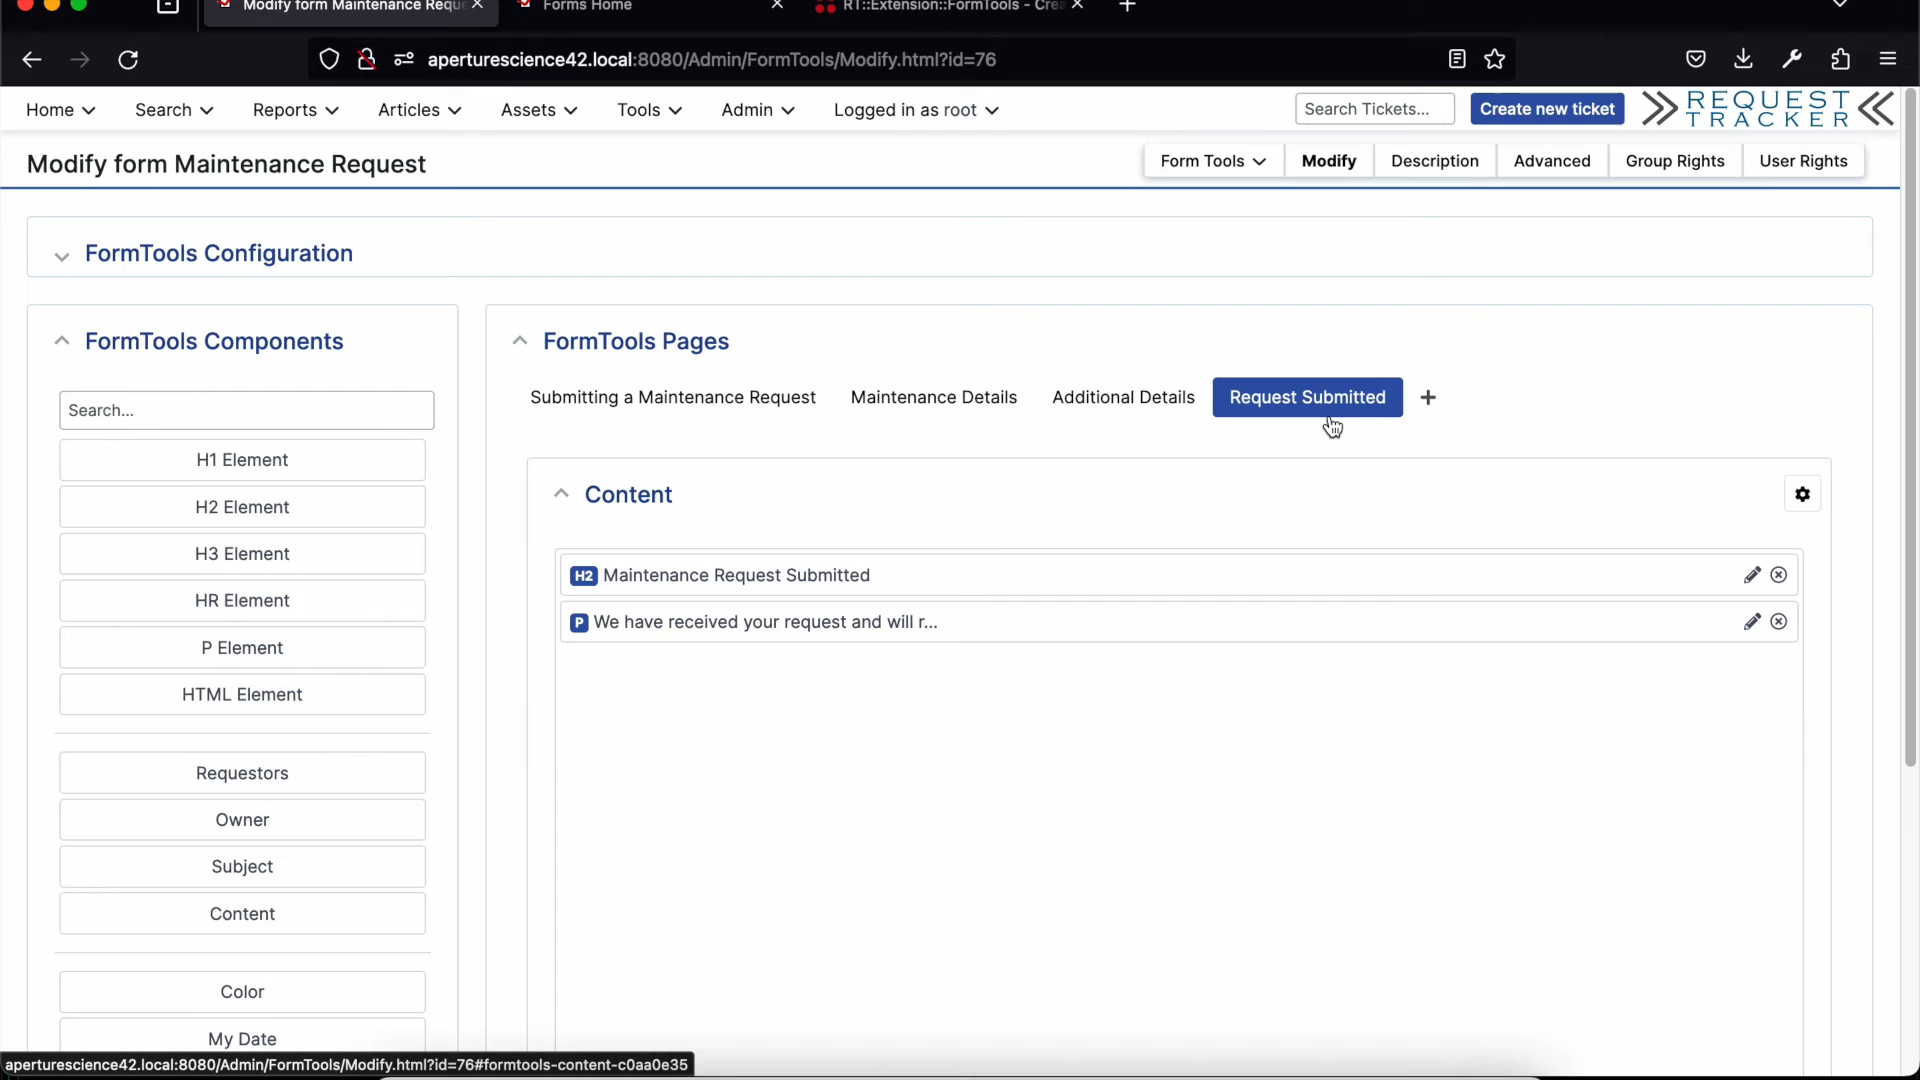 Modify form Maintenance Reque
Forms Home
RT::Extension::FormTools - Crea
aperturescience42.local:8080/Admin/FormTools/Modify.html?id=76
Home Search Reports Articles Assets Tools Admin Logged in as root
Search Tickets...
Create new ticket
REQUEST
TRACKER
Modify form Maintenance Request
Form Tools Modify Description Advanced Group Rights User Rights
FormTools Configuration
FormTools Components
Search...
H1 Element
H2 Element
H3 Element
HR Element
P Element
HTML Element
Requestors
Owner
Subject
Content
Color
My Date
FormTools Pages
Submitting a Maintenance Request Maintenance Details Additional Details Request Submitted +
Content
H2 Maintenance Request Submitted
P We have received your request and will r...
aperturescience42.local:8080/Admin/FormTools/Modify.html?id=76#formtools-content-c0aa0e35